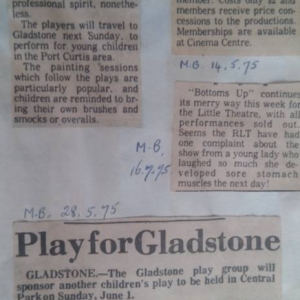 professional spirit, nonethe-
less.
The players will travel to
Gladstone next Sunday, to
perform for young children
in the Port Curtis area.
The painting sessions
which follow the plays are
particularly popular, and
children are reminded to br-
ing their own brushes and
smocks or overalls.
members receive price con-
cessions to the productions.
Memberships are available
at Cinema Centre.
M.B. 14.5.75
"Bottoms Up" continues
its merry way this week for
the Little Theatre, with all
performances sold out.
Seems the RLT have had
one complaint about the
show from a young lady who
laughed so much she de-
veloped sore stomach
muscles the next day!
M.B.
16.7.75
M.B. 28.5.75
Play for Gladstone
GLADSTONE.—The Gladstone play group will
sponsor another children's play to be held in Central
Park on Sunday, June 1.